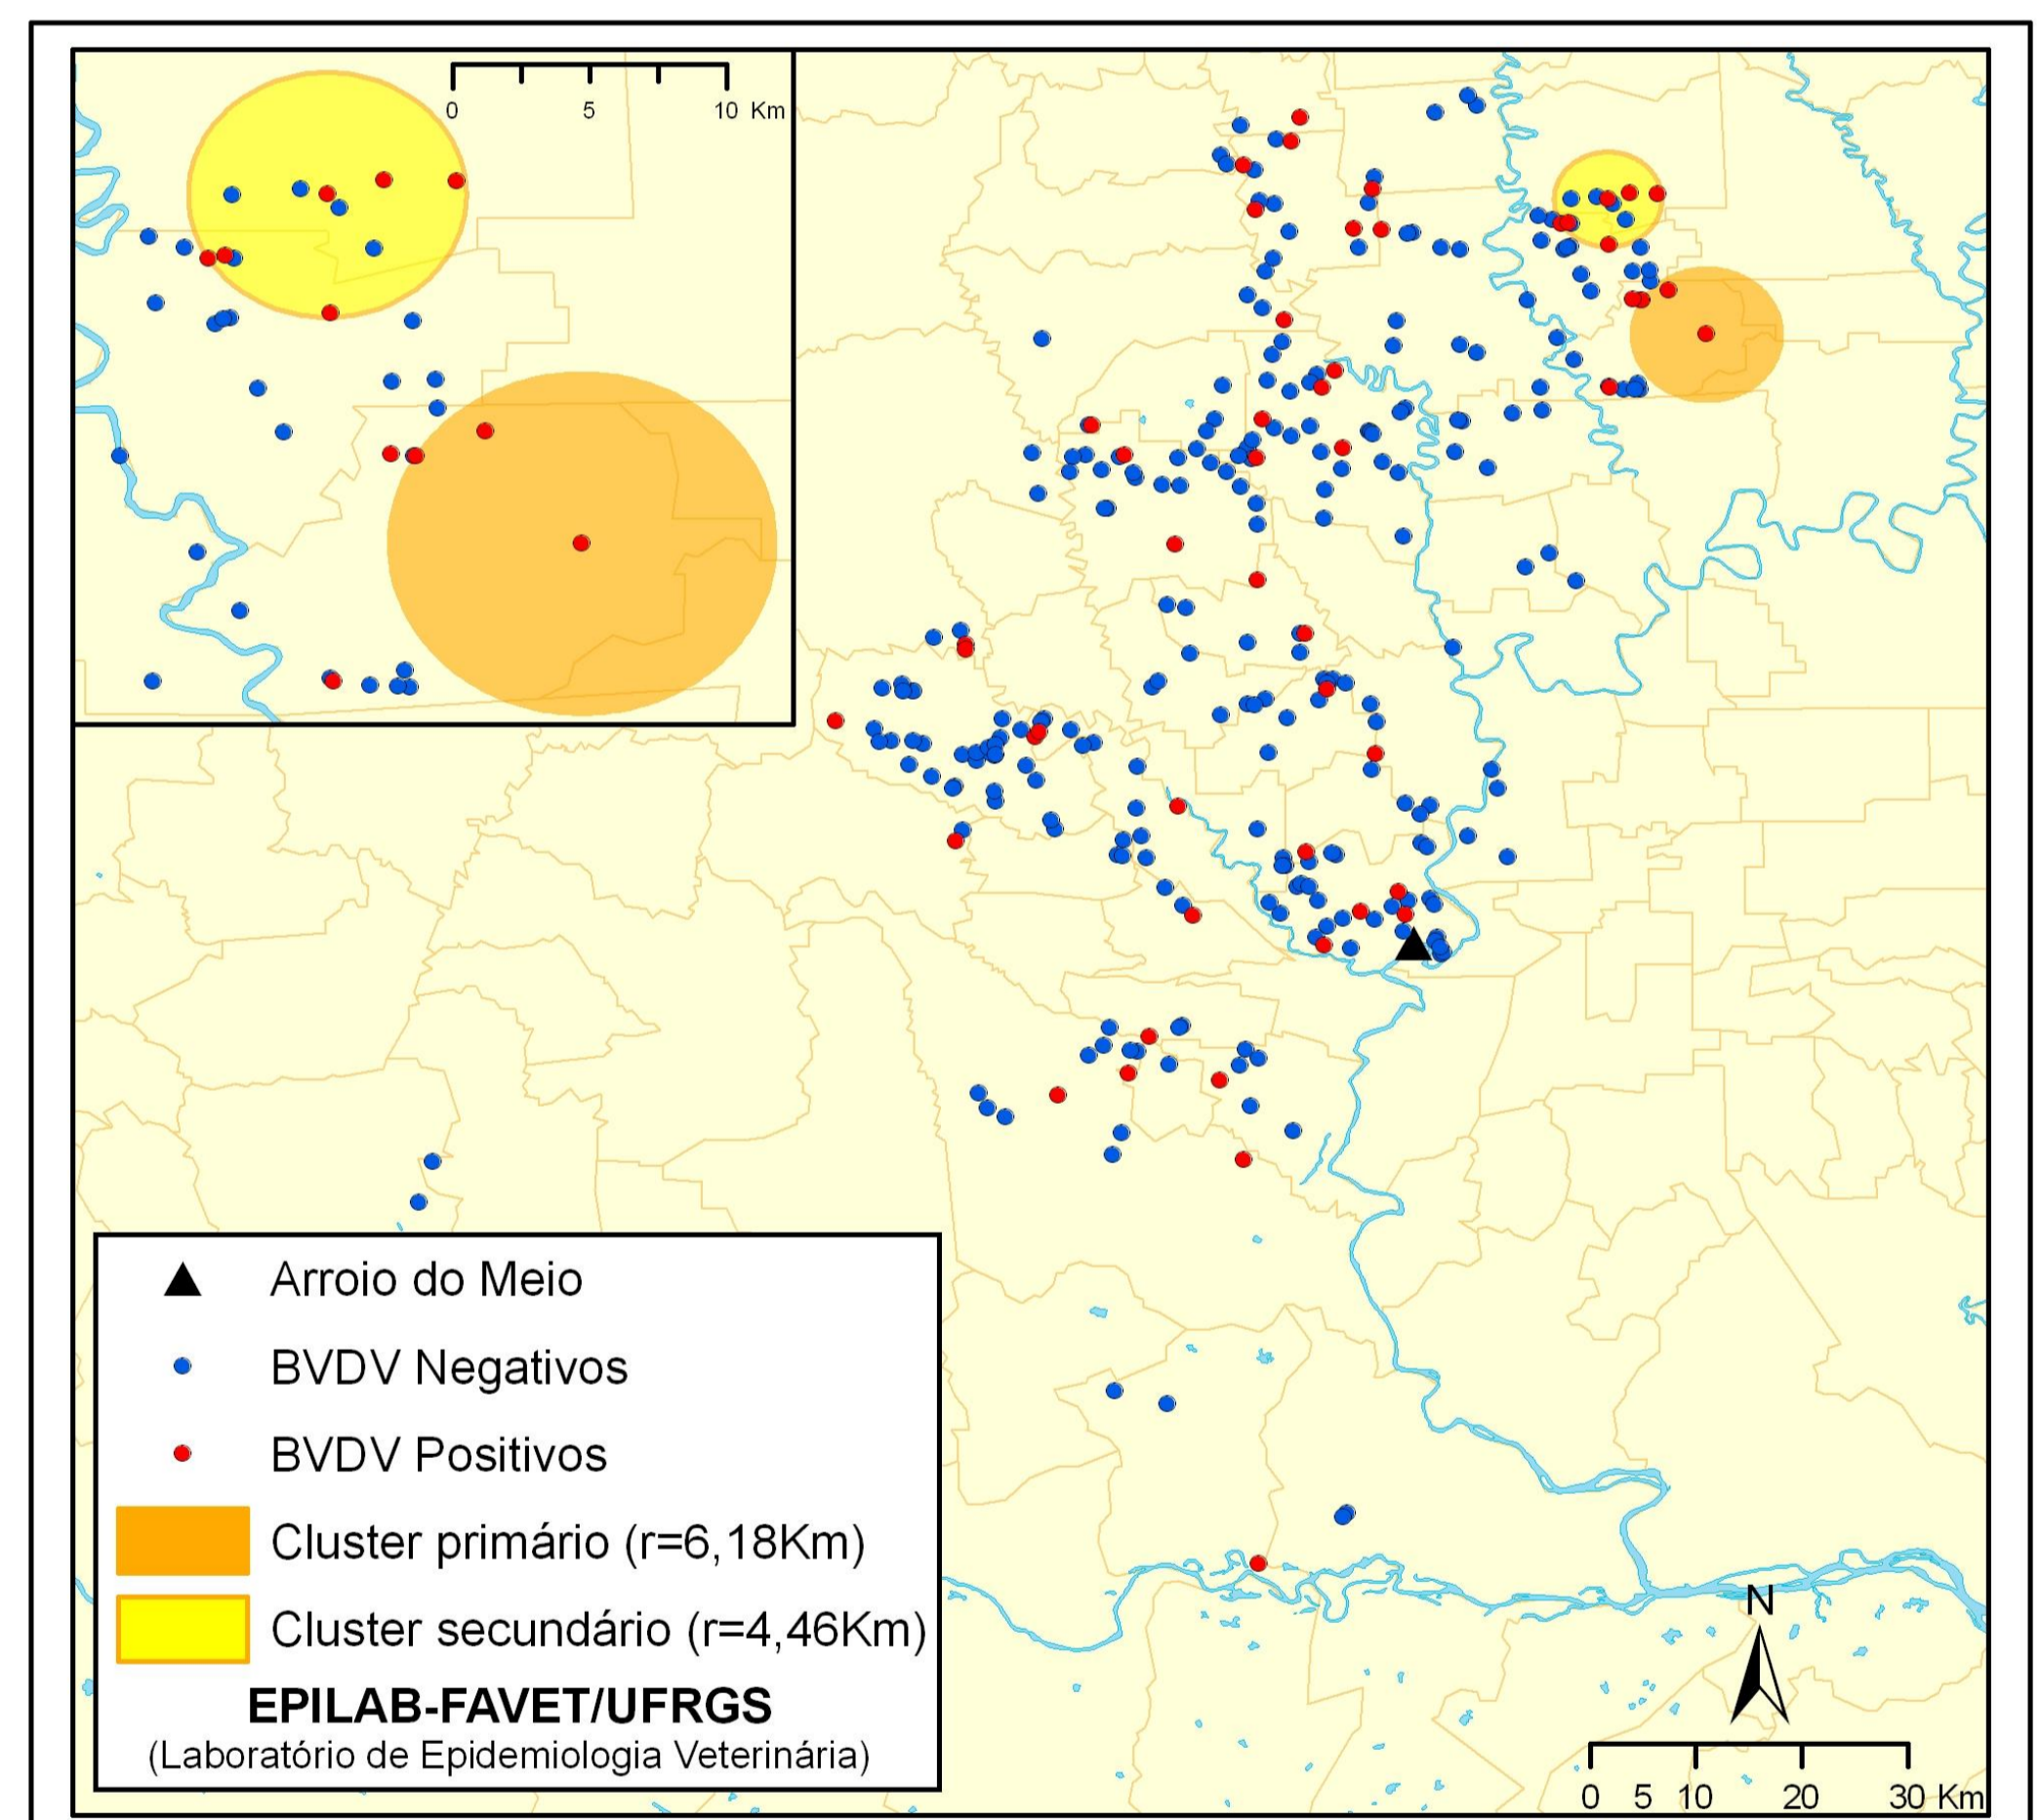 0 5 10 Km
Arroio do Meio
BVDV Negativos
BVDV Positivos
Cluster primário (r=6,18Km)
Cluster secundário (r=4,46Km)
EPILAB-FAVET/UFRGS
(Laboratório de Epidemiologia Veterinária)
N
0 5 10 20 30 Km